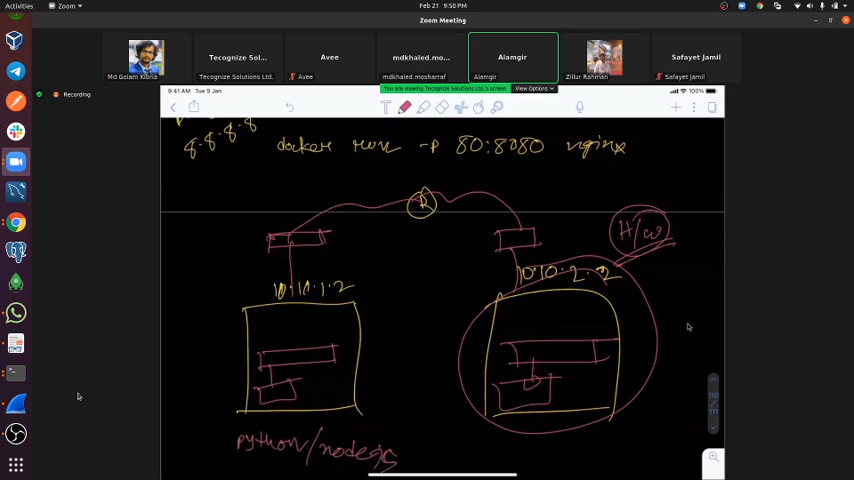 Activities
Zoom
Feb 21 9:50 PM
Zoom Meeting
Tecognize Sol...
Avee
mdkhaled.mo...
Alamgir
Safayet Jamil
Md Golam Kibria
Tecognize Solutions Ltd.
Avee
mdkhaled.mosharraf
Alamgir
Zillur Rahman
Safayet Jamil
Recording
9:41 AM Tue 9 Jan
You are viewing Tecognize Solutions Ltd.'s screen
View Options
100%
8.8.8.8 docker run -p 80:8080 nginx
R
H/W
10.10.1.2
10.10.2.2
python/nodejs
110
111